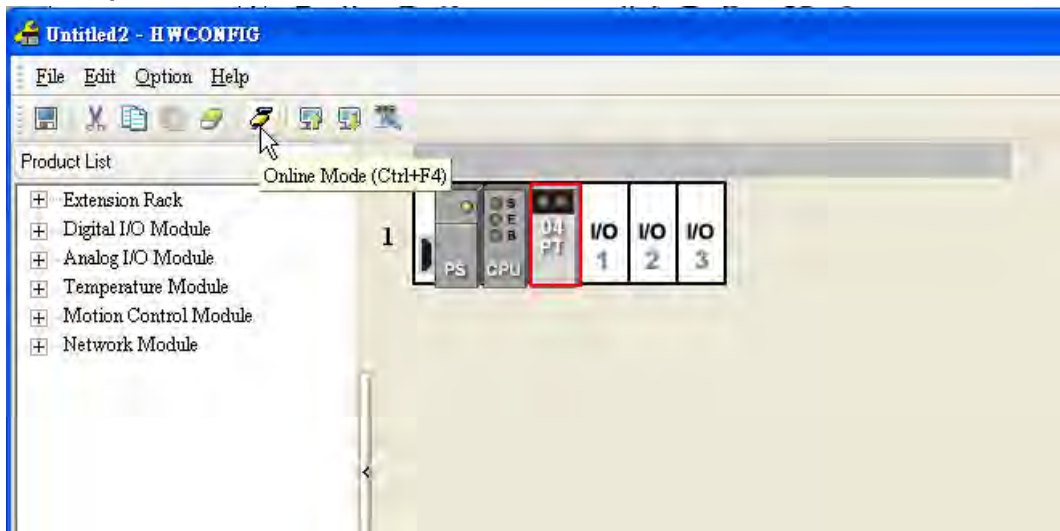 Untitled2 - HWCONFIG
File Edit Option Help
Product List
Online Mode (Ctrl+F4)
Extension Rack
Digital I/O Module
Analog I/O Module
Temperature Module
Motion Control Module
Network Module
1
PS
S
E
B
CPU
04
PT
I/O
1
I/O
2
I/O
3